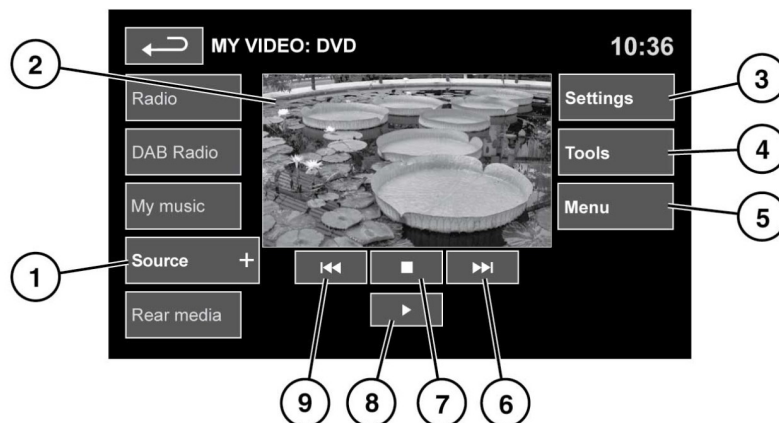 MY VIDEO: DVD
10:36
2
Radio
Settings
3
DAB Radio
Tools
4
My music
Menu
5
1
Source +
Rear media
9
8
7
6